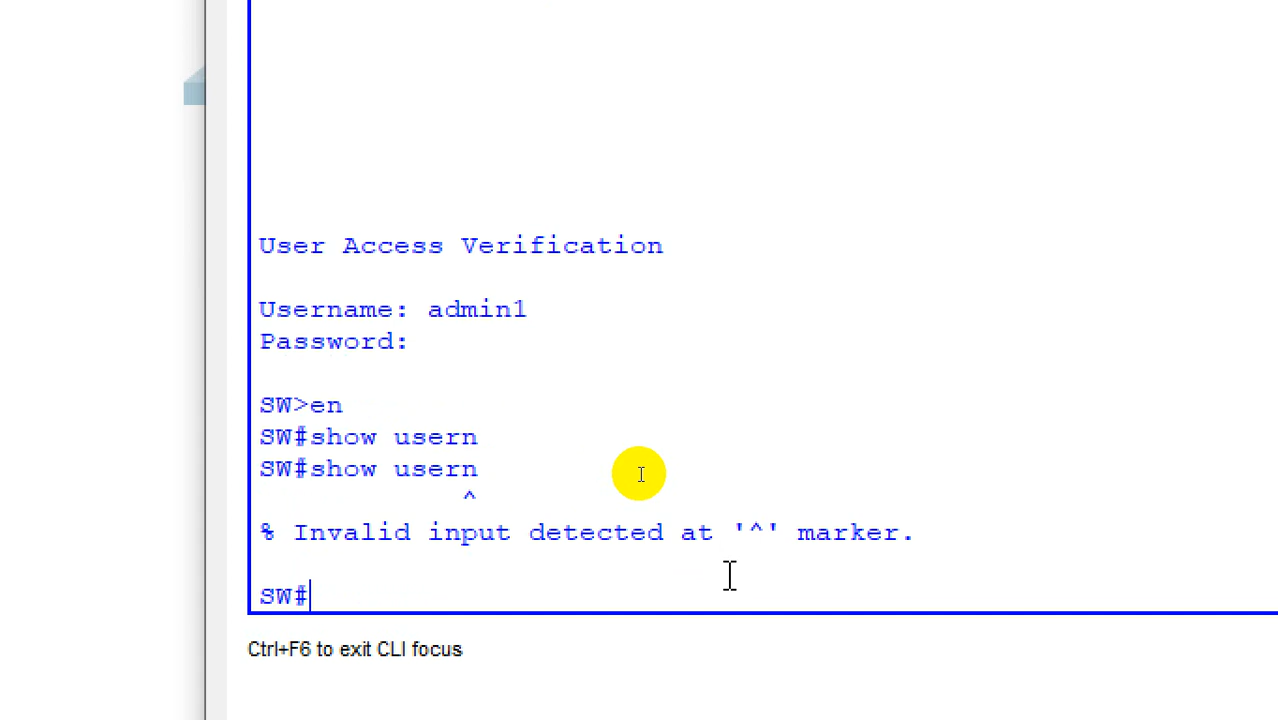 User Access Verification
Username: admin1
Password:
SW>en
SW#show usern
SW#show usern
^
% Invalid input detected at '^' marker.
SW#
Ctrl+F6 to exit CLI focus